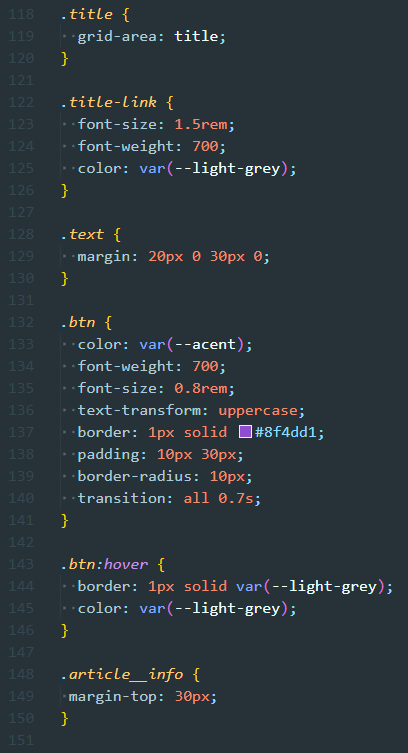 118 .title {
119 grid-area: title;
120 }
121
122 .title-link {
123 font-size: 1.5rem;
124 font-weight: 700;
125 color: var(--light-grey);
126 }
127
128 .text {
129 margin: 20px 0 30px 0;
130 }
131
132 .btn {
133 color: var(--acent);
134 font-weight: 700;
135 font-size: 0.8rem;
136 text-transform: uppercase;
137 border: 1px solid #8f4dd1;
138 padding: 10px 30px;
139 border-radius: 10px;
140 transition: all 0.7s;
141 }
142
143 .btn:hover {
144 border: 1px solid var(--light-grey);
145 color: var(--light-grey);
146 }
147
148 .article__info {
149 margin-top: 30px;
150 }
151